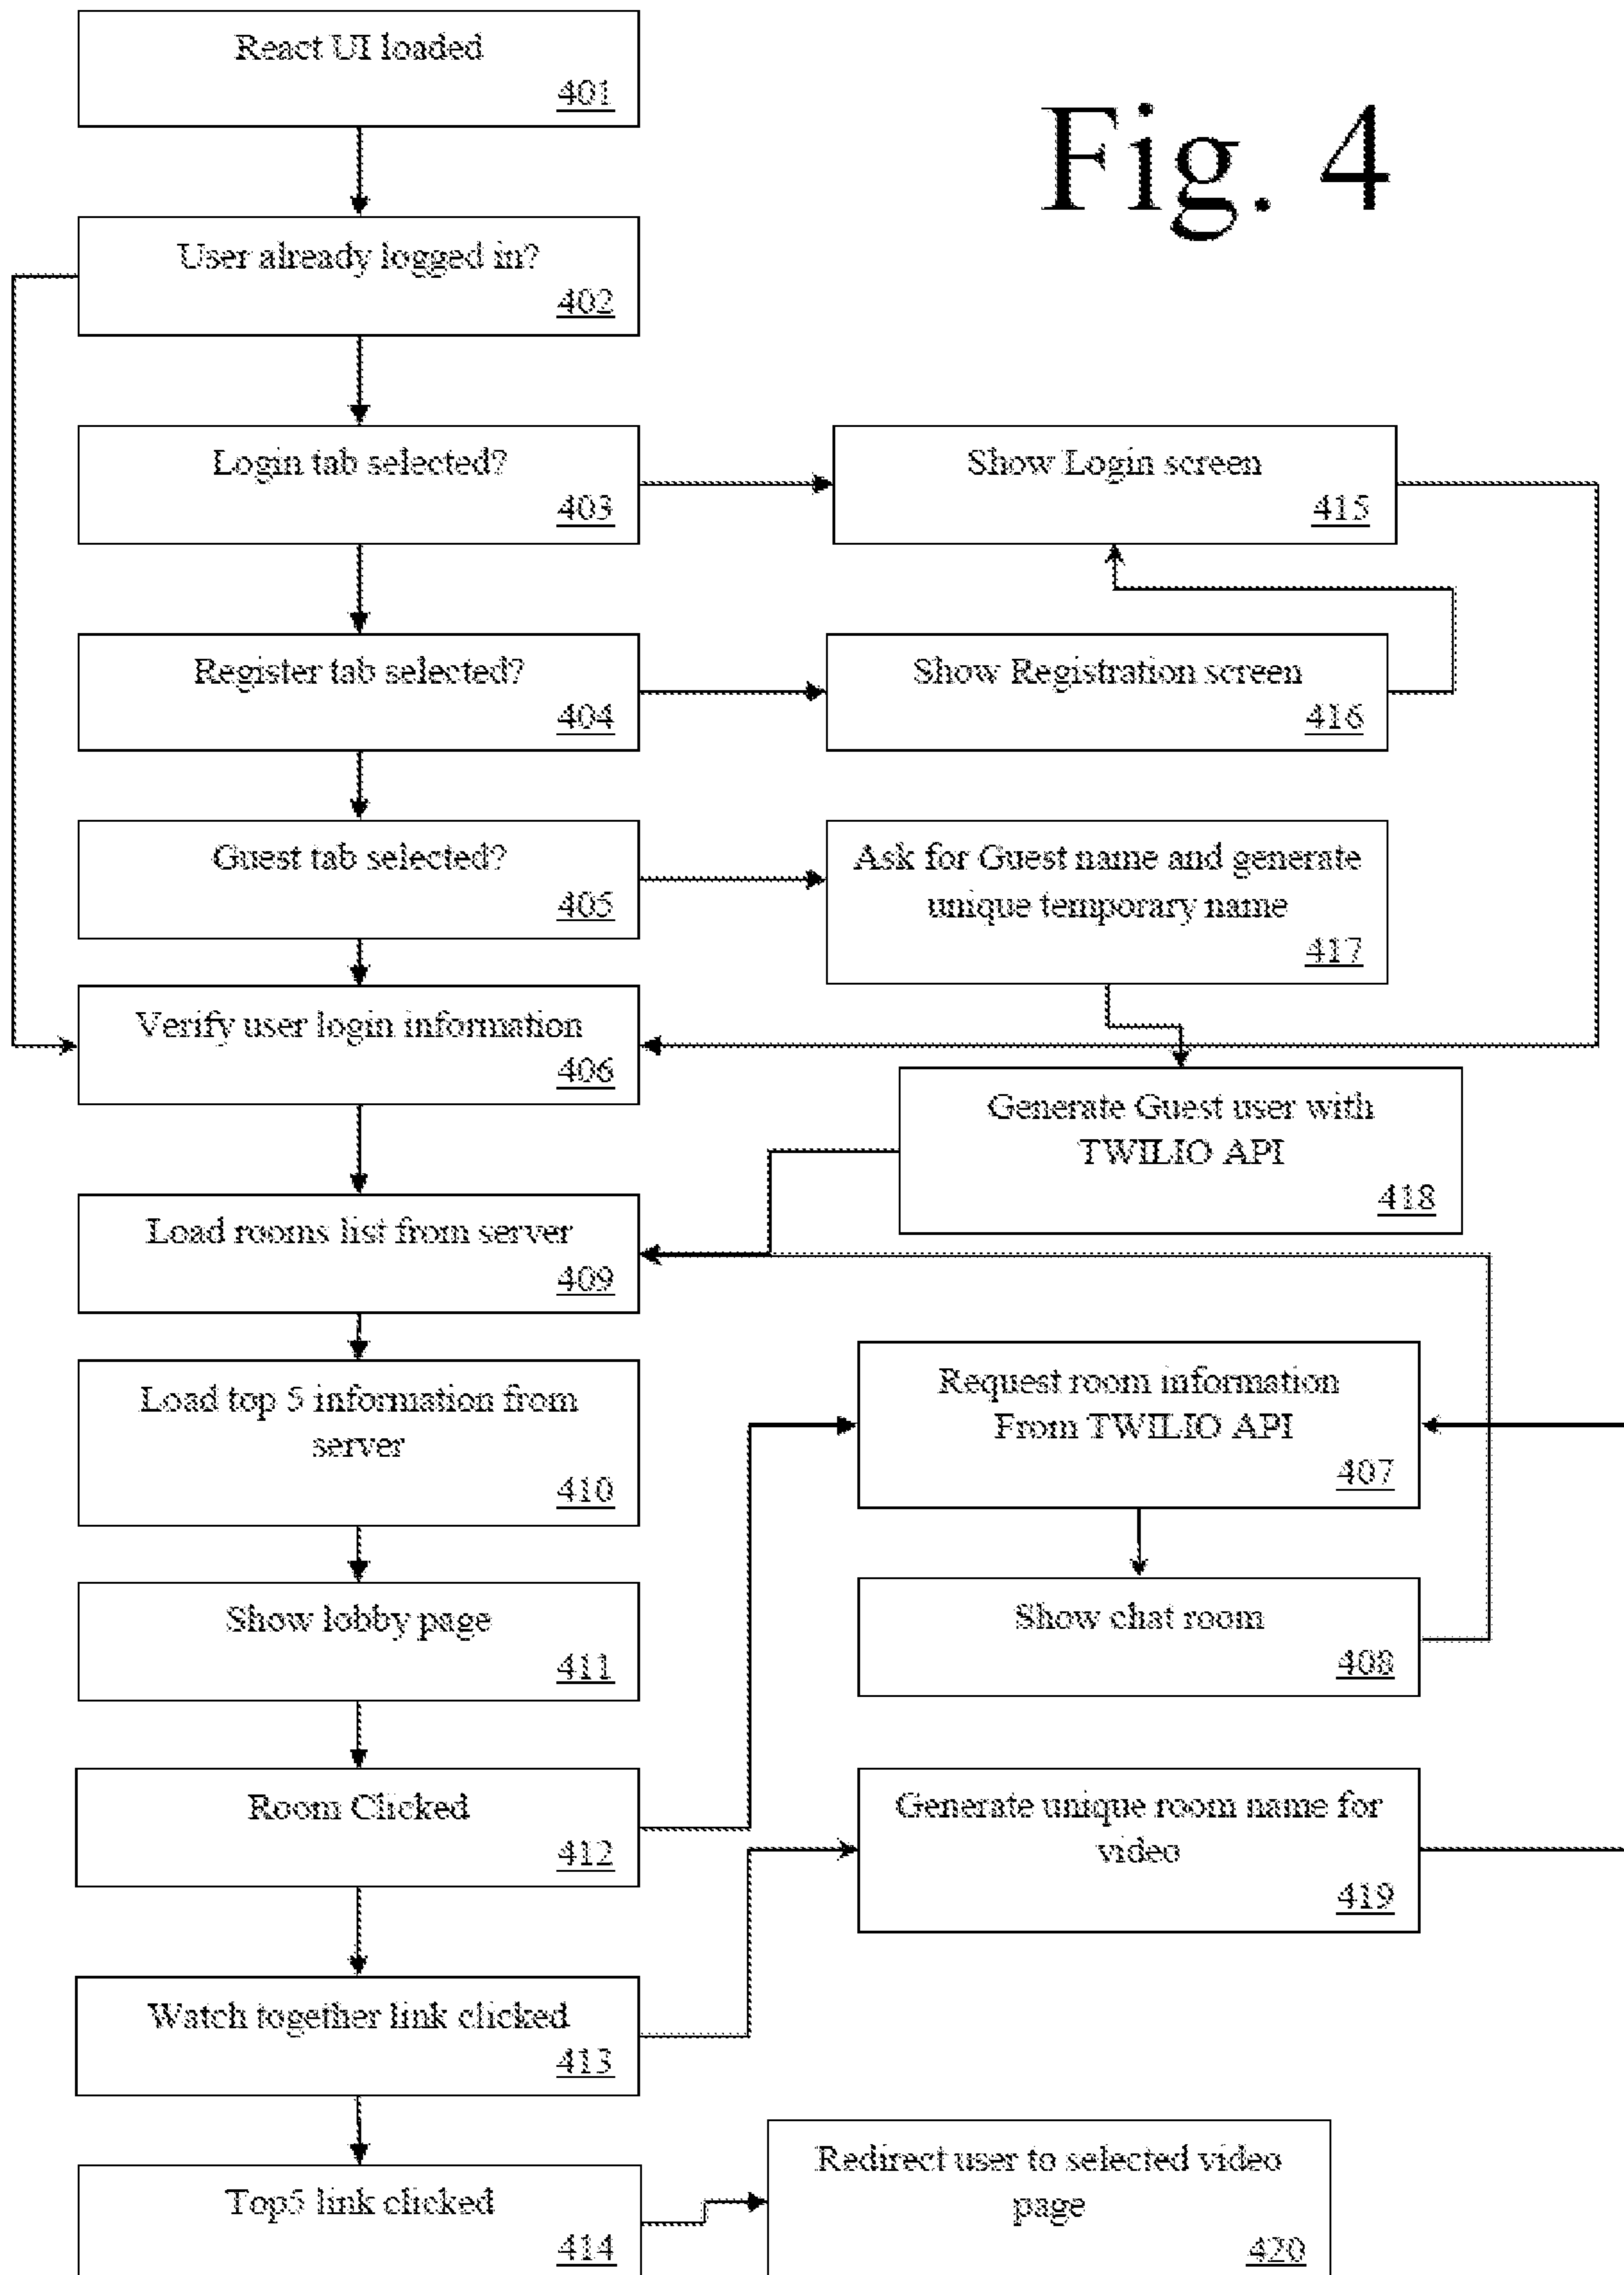 React UI loaded
401
Fig. 4
User already logged in?
402
Login tab selected?
403
Show Login screen
415
Register tab selected?
404
Show Registration screen
416
Guest tab selected?
405
Ask for Guest name and generate
unique temporary name
417
Verify user login information
406
Generate Guest user with
TWILIO API
418
Load rooms list from server
409
Load top 5 information from
server
410
Request room information
From TWILIO API
407
Show lobby page
411
Show chat room
408
Room Clicked
412
Generate unique room name for
video
419
Watch together link clicked
413
Top5 link clicked
414
Redirect user to selected video
page
420